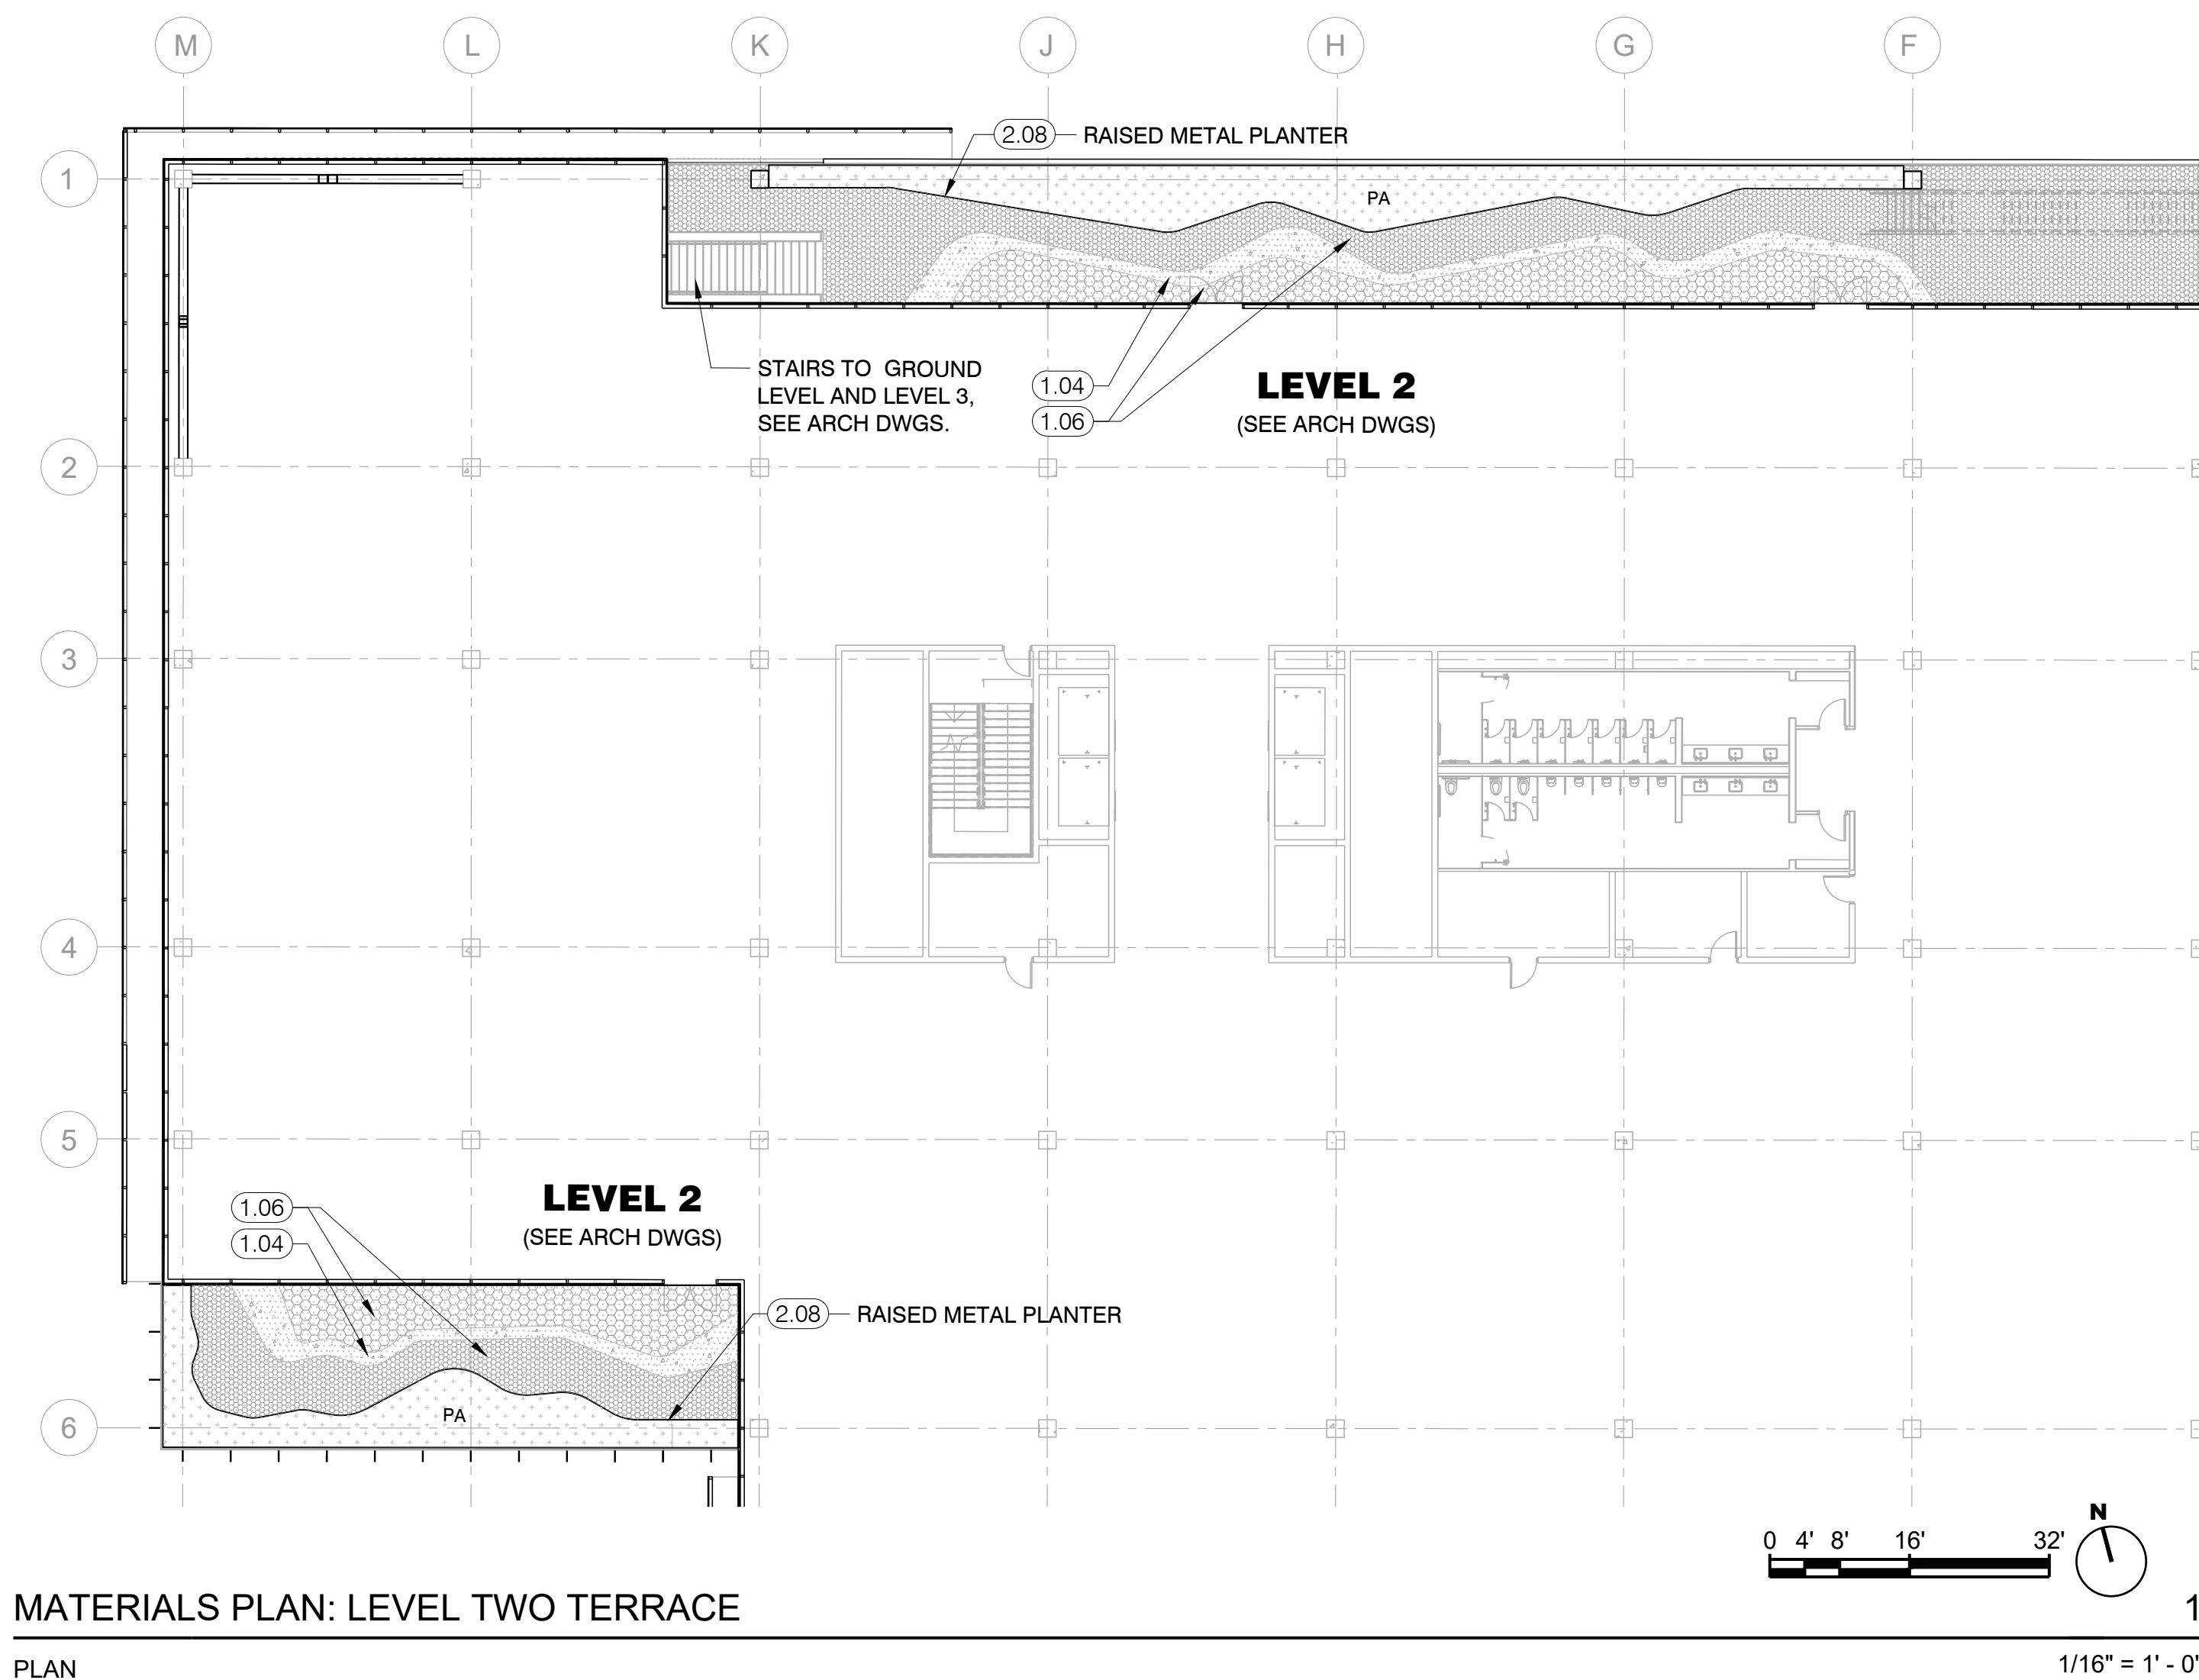 M L K J H G F
2.08 RAISED METAL PLANTER
1
PA
STAIRS TO GROUND
LEVEL AND LEVEL 3,
SEE ARCH DWGS.
1.04
1.06
LEVEL 2
(SEE ARCH DWGS)
2
3
4
5
1.06
1.04
LEVEL 2
(SEE ARCH DWGS)
2.08 RAISED METAL PLANTER
PA
6
N
0 4' 8' 16' 32'
MATERIALS PLAN: LEVEL TWO TERRACE
1
PLAN
1/16" = 1' - 0"